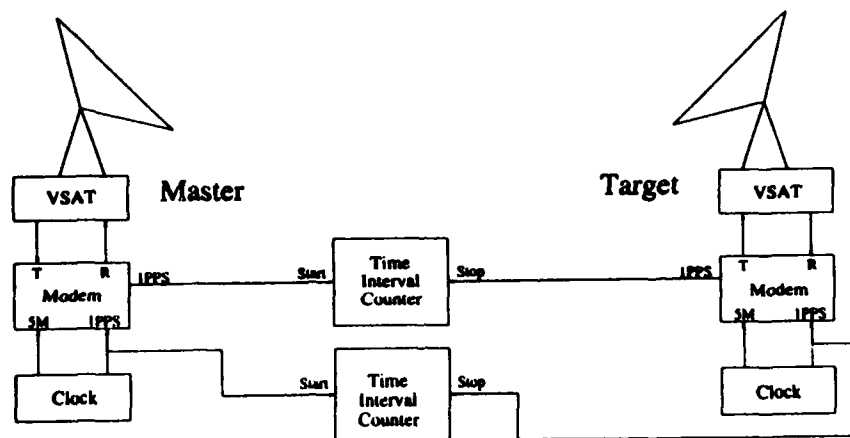 VSAT
Master
Target
VSAT
T R
1PPS
Start
Time
Interval
Counter
Stop
1PPS
T R
Modem
5M 1PPS
Modem
5M 1PPS
Clock
Start
Time
Interval
Counter
Stop
Clock